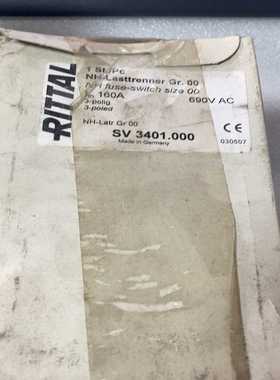 RITTAL
1 St./Pc
NH-Lasttrenner Gr. 00
NH fuse-switch size 00
160A 690V AC
3-polig
3-poled
NH-Latr Gr 00 CE
SV 3401.000 030507
Made in Germany